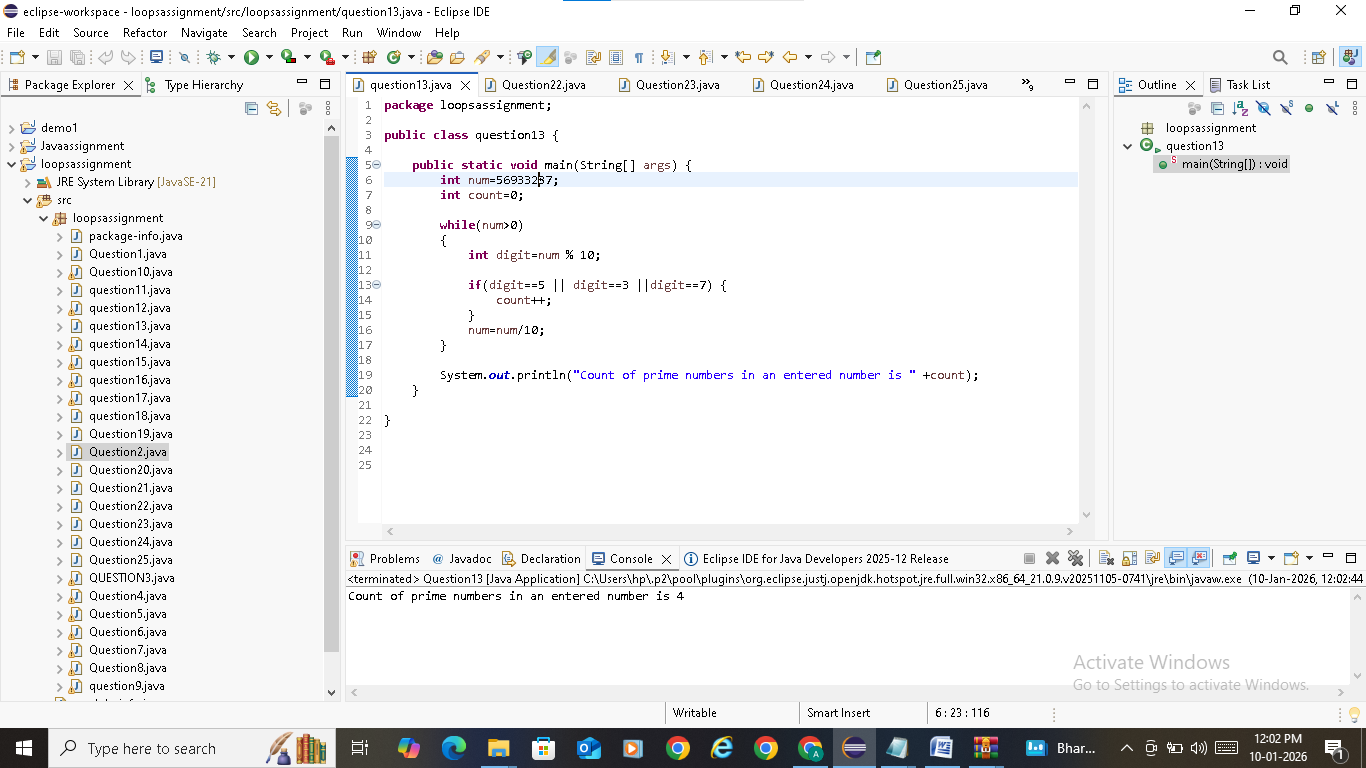 eclipse-workspace - loopsassignment/src/loopsassignment/question13.java - Eclipse IDE
File Edit Source Refactor Navigate Search Project Run Window Help
Package Explorer Type Hierarchy
demo1
Javaassignment
loopsassignment
JRE System Library [JavaSE-21]
src
loopsassignment
package-info.java
Question1.java
Question10.java
question11.java
question12.java
question13.java
question14.java
question15.java
question16.java
question17.java
question18.java
Question19.java
Question2.java
Question20.java
Question21.java
Question22.java
Question23.java
Question24.java
Question25.java
QUESTION3.java
Question4.java
Question5.java
Question6.java
Question7.java
Question8.java
question9.java
question13.java Question22.java Question23.java Question24.java Question25.java »9
1 package loopsassignment;
2
3 public class question13 {
4
5 public static void main(String[] args) {
6 int num=56933237;
7 int count=0;
8
9 while(num>0)
10 {
11 int digit=num % 10;
12
13 if(digit==5 || digit==3 ||digit==7) {
14 count++;
15 }
16 num=num/10;
17 }
18
19 System.out.println("Count of prime numbers in an entered number is " +count);
20 }
21
22 }
23
24
25
Outline Task List
loopsassignment
question13
main(String[]) : void
Problems @ Javadoc Declaration Console Eclipse IDE for Java Developers 2025-12 Release
<terminated> Question13 [Java Application] C:\Users\hp\.p2\pool\plugins\org.eclipse.justj.openjdk.hotspot.jre.full.win32.x86_64_21.0.9.v20251105-0741\jre\bin\javaw.exe (10-Jan-2026, 12:02:44
Count of prime numbers in an entered number is 4
Activate Windows
Go to Settings to activate Windows.
Writable Smart Insert 6 : 23 : 116
Type here to search
Bhar...
12:02 PM
10-01-2026
1